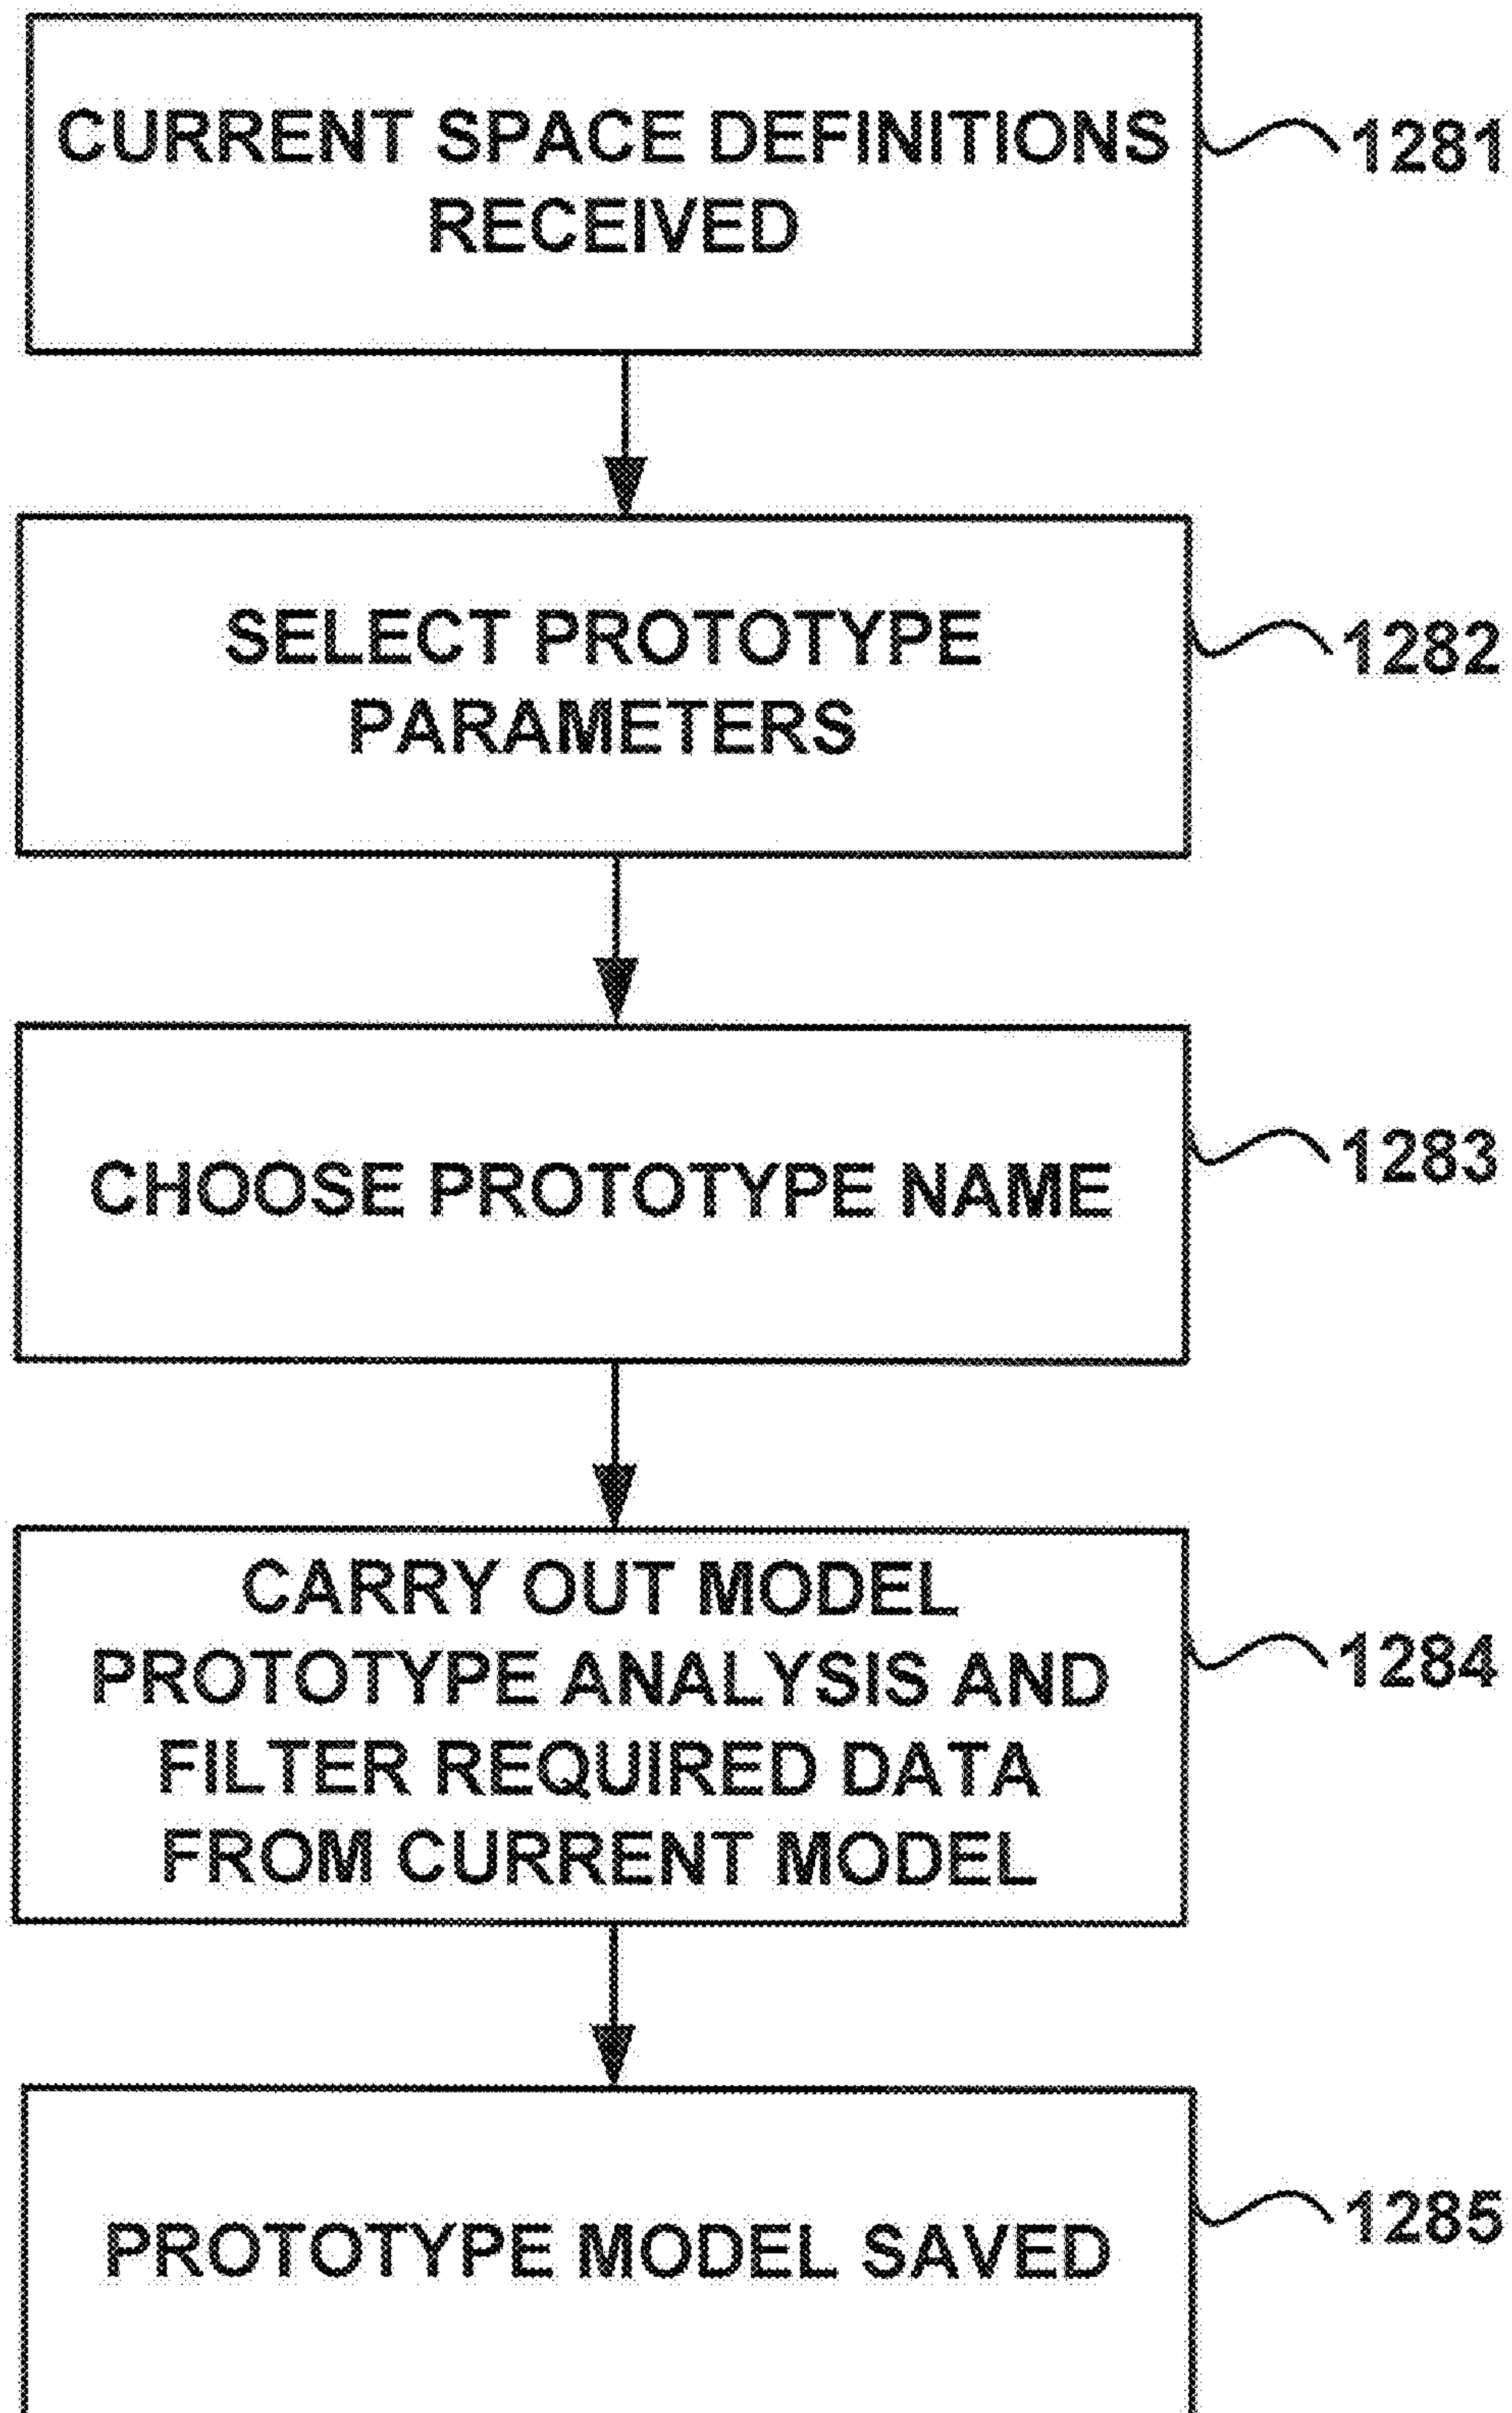 CURRENT SPACE DEFINITIONS
RECEIVED
1281
SELECT PROTOTYPE
PARAMETERS
1282
CHOOSE PROTOTYPE NAME
1283
CARRY OUT MODEL
PROTOTYPE ANALYSIS AND
FILTER REQUIRED DATA
FROM CURRENT MODEL
1284
PROTOTYPE MODEL SAVED
1285